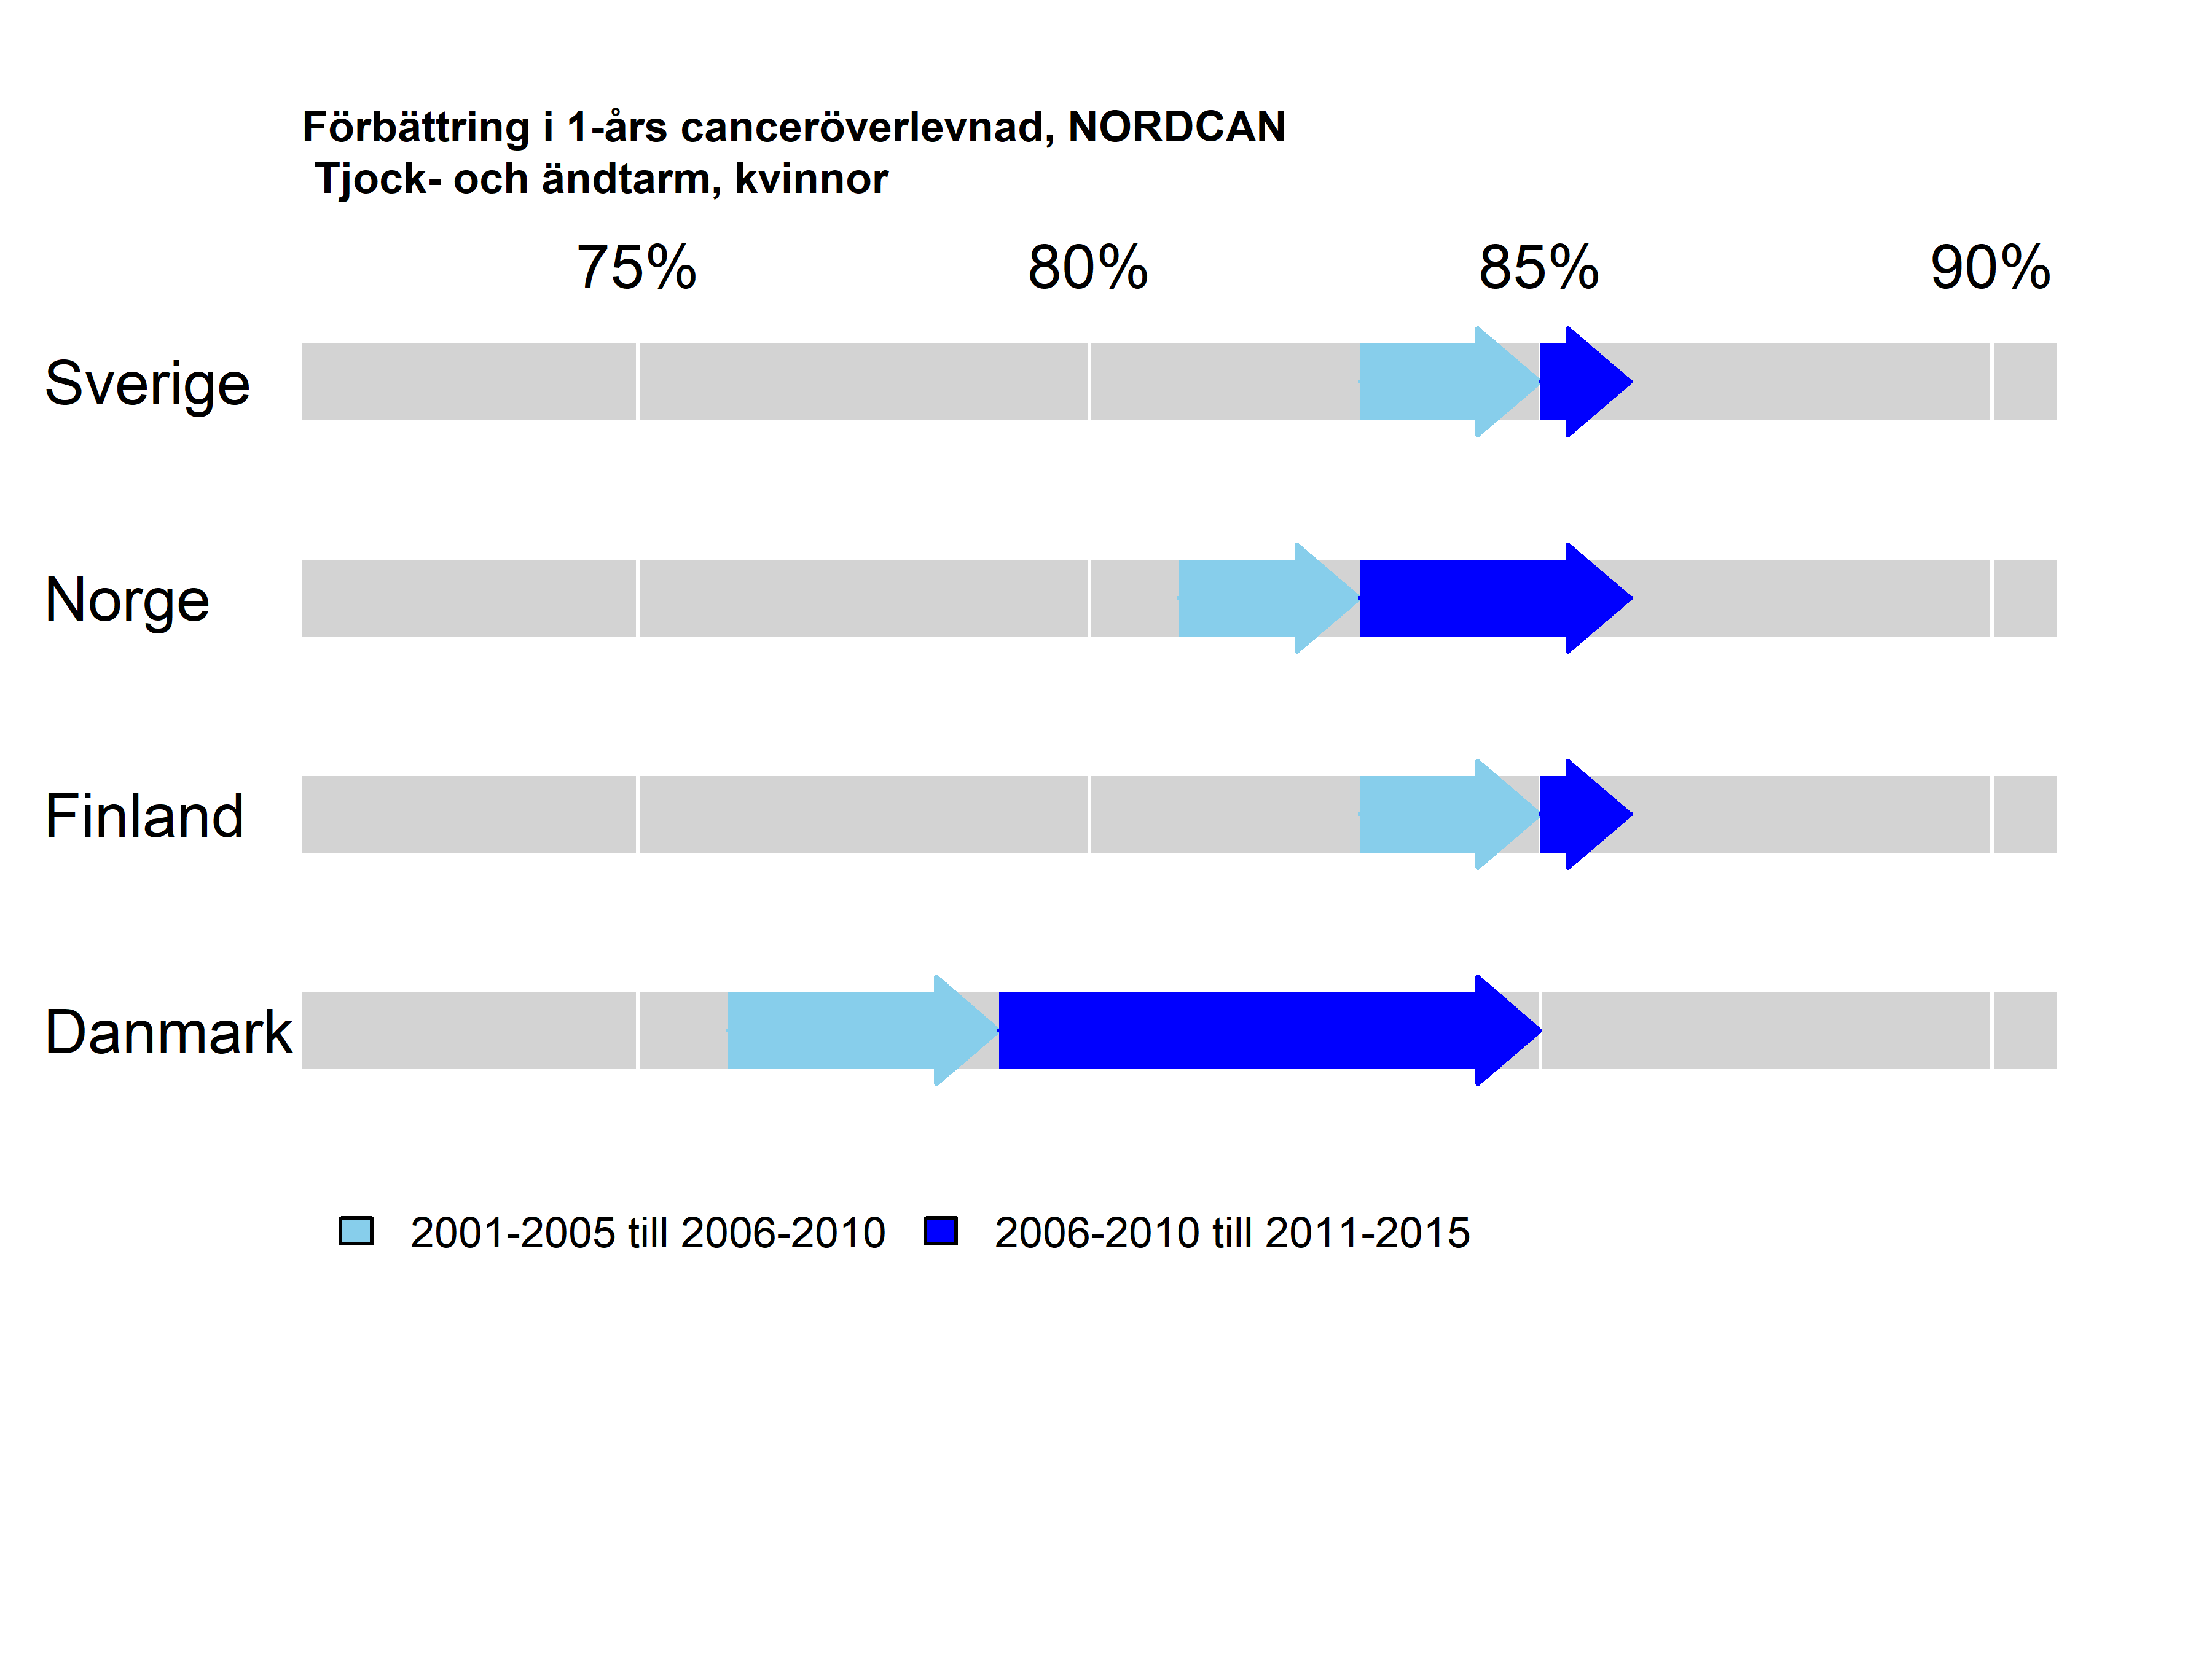 Förbättring i 1-års canceröverlevnad, NORDCAN
Tjock- och ändtarm, kvinnor
75% 80% 85% 90%
Sverige
Norge
Finland
Danmark
2001-2005 till 2006-2010 2006-2010 till 2011-2015